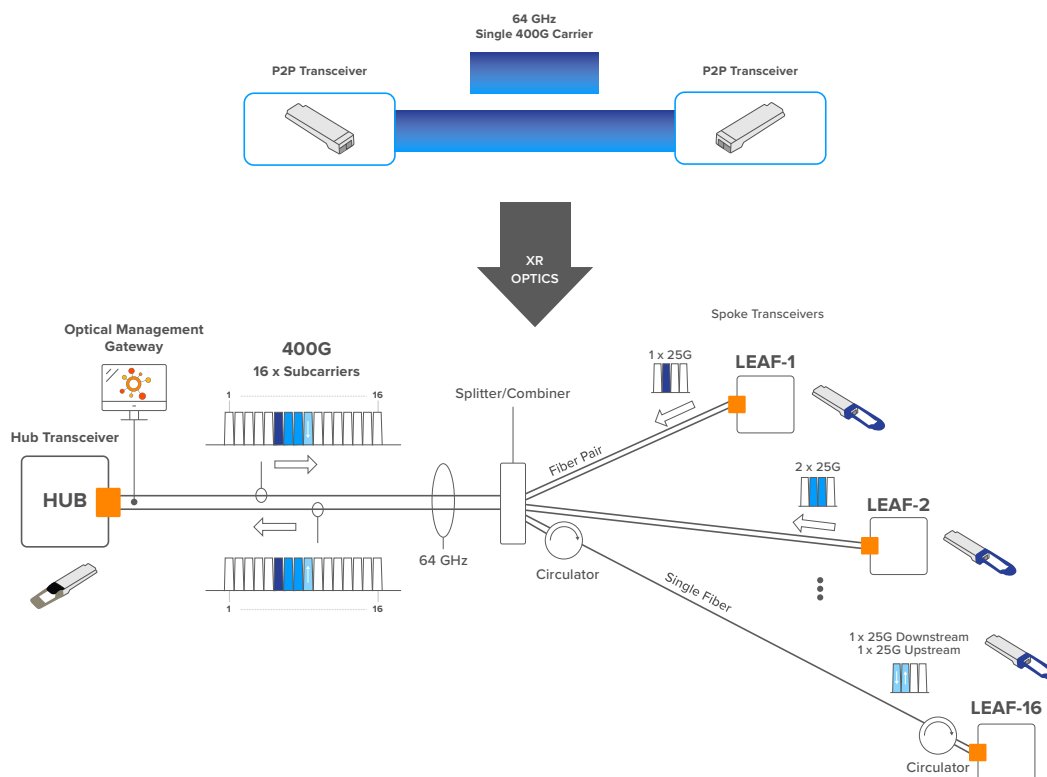 64 GHz
Single 400G Carrier
P2P Transceiver
P2P Transceiver
XR
OPTICS
Spoke Transceivers
Optical Management
Gateway
400G
16 x Subcarriers
1 x 25G
LEAF-1
1
16
Splitter/Combiner
Hub Transceiver
Fiber Pair
2 x 25G
HUB
LEAF-2
64 GHz
Circulator
Single Fiber
1
16
1 x 25G Downstream
1 x 25G Upstream
LEAF-16
Circulator